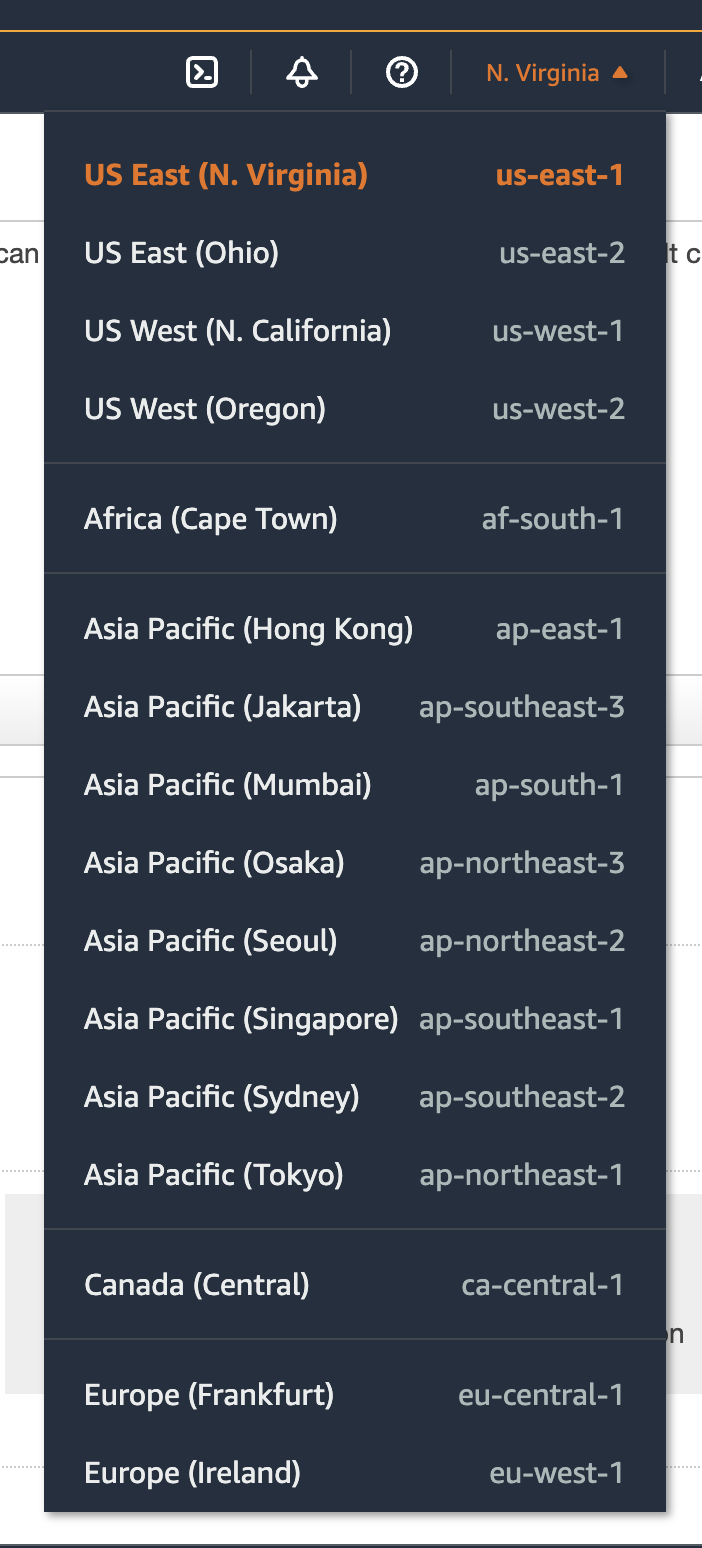 N. Virginia
US East (N. Virginia) us-east-1
can
US East (Ohio) us-east-2
US West (N. California) us-west-1
US West (Oregon) us-west-2
Africa (Cape Town) af-south-1
Asia Pacific (Hong Kong) ap-east-1
Asia Pacific (Jakarta) ap-southeast-3
Asia Pacific (Mumbai) ap-south-1
Asia Pacific (Osaka) ap-northeast-3
Asia Pacific (Seoul) ap-northeast-2
Asia Pacific (Singapore) ap-southeast-1
Asia Pacific (Sydney) ap-southeast-2
Asia Pacific (Tokyo) ap-northeast-1
Canada (Central) ca-central-1
Europe (Frankfurt) eu-central-1
Europe (Ireland) eu-west-1